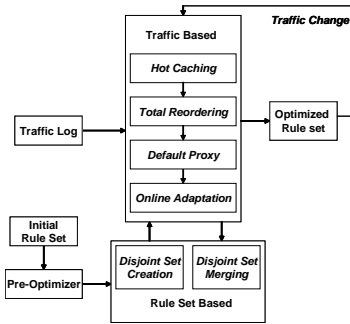 Traffic Change
Traffic Based
Hot Caching
Total Reordering
Default Proxy
Online Adaptation
Traffic Log
Optimized
Rule set
Initial
Rule Set
Pre-Optimizer
Disjoint Set
Creation
Disjoint Set
Merging
Rule Set Based